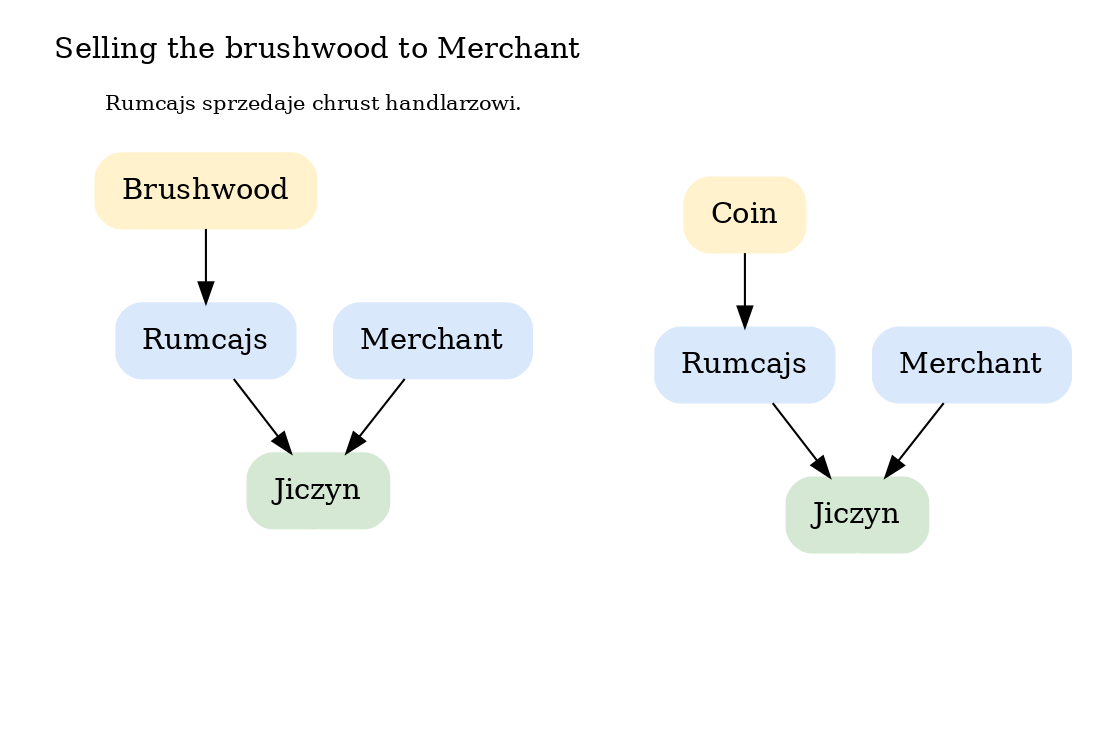 Selling the brushwood to Merchant
Rumcajs sprzedaje chrust handlarzowi.
Brushwood
Rumcajs Merchant
Jiczyn
Coin
Rumcajs Merchant
Jiczyn